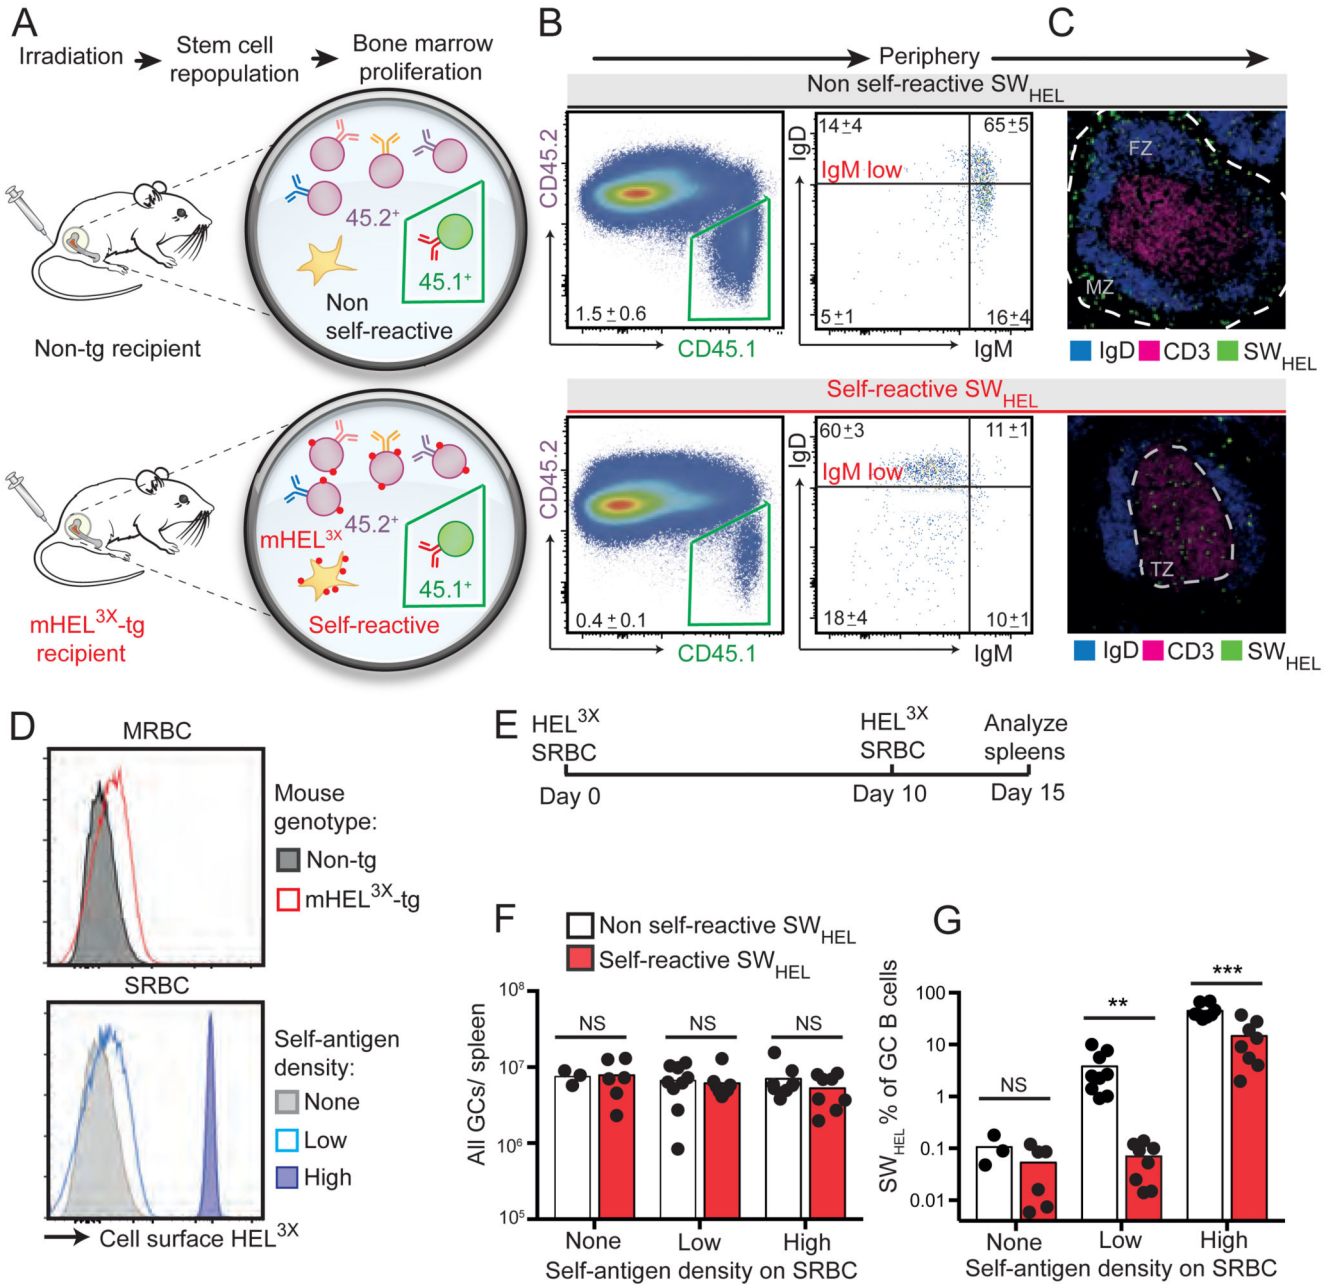 A
Irradiation
Stem cell
repopulation
Bone marrow
proliferation
45.2+
45.1+
Non
self-reactive
Non-tg recipient
mHEL3X
45.2+
45.1+
Self-reactive
mHEL3X-tg
recipient
B
Periphery
C
Non self-reactive SWHEL
CD45.2
1.5 ± 0.6
CD45.1
IgD
14±4
65±5
IgM low
5±1
16±4
IgM
FZ
MZ
IgD CD3 SWHEL
Self-reactive SWHEL
CD45.2
0.4 ± 0.1
CD45.1
IgD
60±3
11±1
IgM low
18±4
10±1
IgM
TZ
IgD CD3 SWHEL
D
MRBC
Mouse
genotype:
Non-tg
mHEL3X-tg
SRBC
Self-antigen
density:
None
Low
High
Cell surface HEL3X
E
HEL3X
SRBC
HEL3X
SRBC
Analyze
spleens
Day 0
Day 10
Day 15
F
Non self-reactive SWHEL
Self-reactive SWHEL
All GCs/ spleen
108
107
106
105
NS
NS
NS
None
Low
High
Self-antigen density on SRBC
G
SWHEL % of GC B cells
100
10
1
0.1
0.01
NS
**
***
None
Low
High
Self-antigen density on SRBC